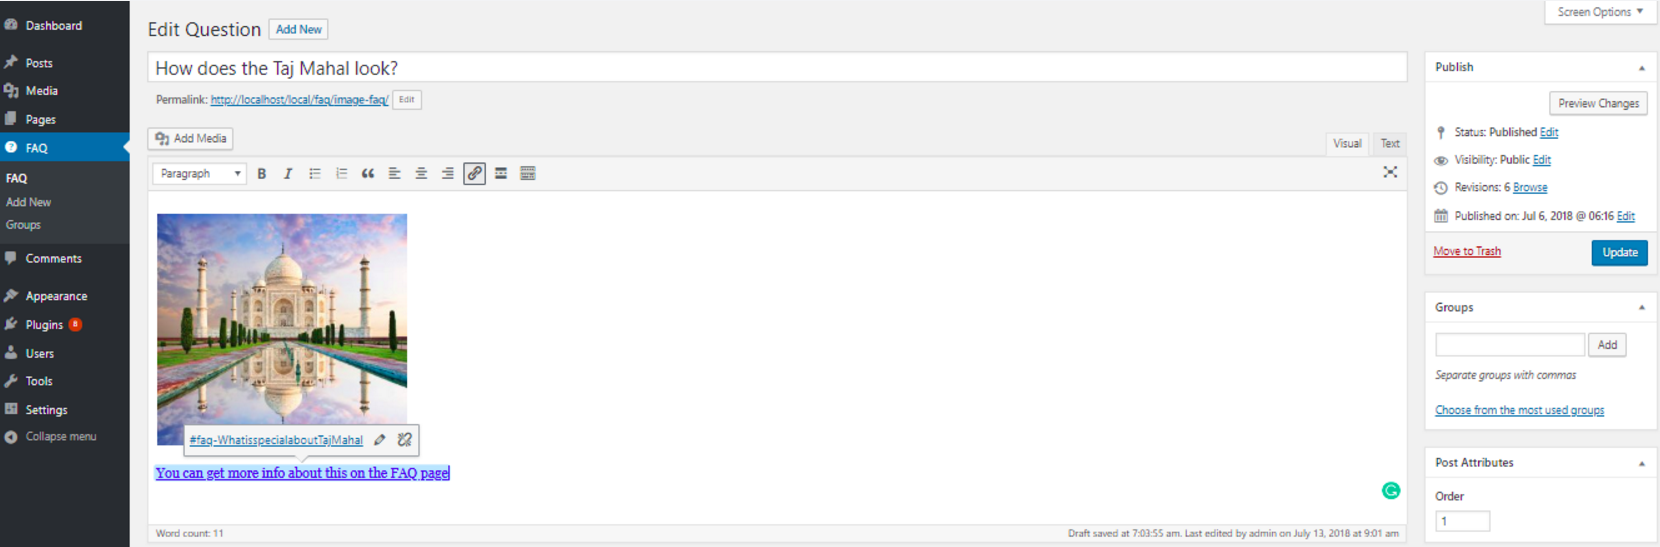 Screen Options
Dashboard
Posts
Media
Pages
FAQ
FAQ
Add New
Groups
Comments
Appearance
Plugins 8
Users
Tools
Settings
Collapse menu
Edit Question Add New
How does the Taj Mahal look?
Permalink: http://localhost/local/faq/image-faq/ Edit
Add Media
Visual Text
Paragraph B I
#faq-WhatisspecialaboutTajMahal
You can get more info about this on the FAQ page
Word count: 11
Draft saved at 7:03:55 am. Last edited by admin on July 13, 2018 at 9:01 am
Publish
Preview Changes
Status: Published Edit
Visibility: Public Edit
Revisions: 6 Browse
Published on: Jul 6, 2018 @ 06:16 Edit
Move to Trash Update
Groups
Add
Separate groups with commas
Choose from the most used groups
Post Attributes
Order
1